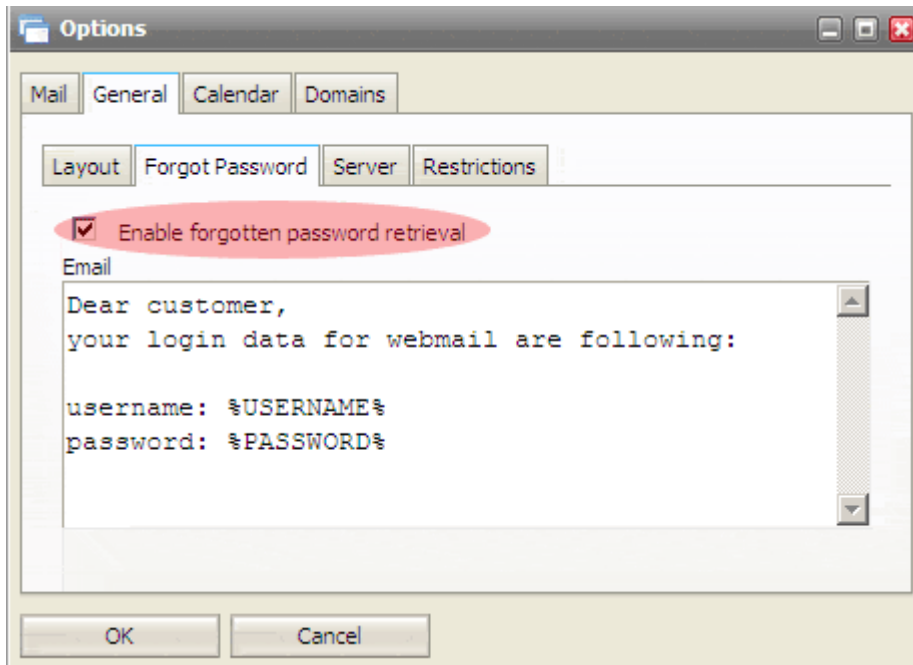 Options
Mail General Calendar Domains
Layout Forgot Password Server Restrictions
Enable forgotten password retrieval
Email
Dear customer,
your login data for webmail are following:
username: %USERNAME%
password: %PASSWORD%
OK Cancel